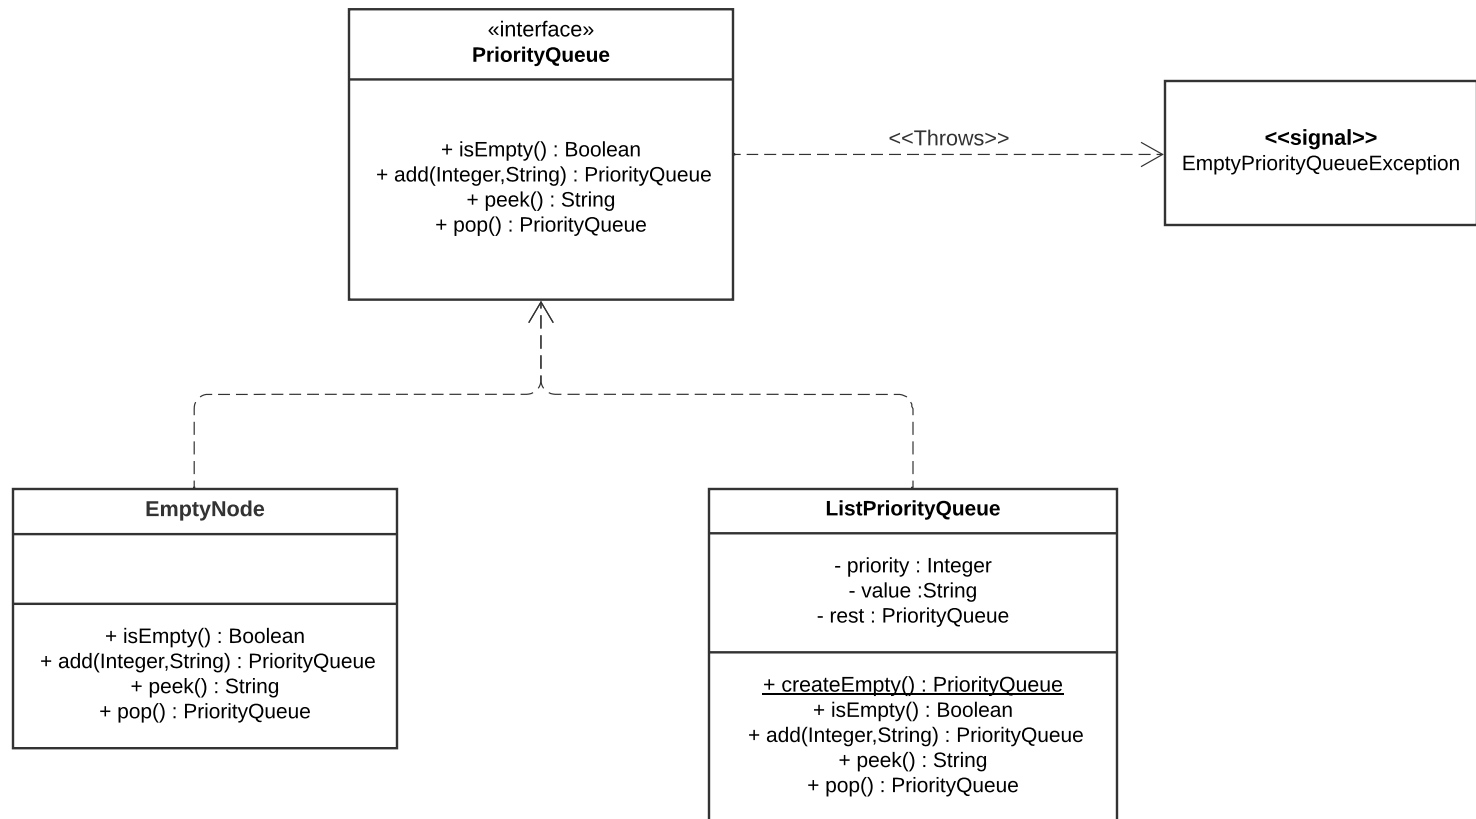 «interface»
PriorityQueue
+ isEmpty() : Boolean
+ add(Integer,String) : PriorityQueue
+ peek() : String
+ pop() : PriorityQueue
<<Throws>>
<<signal>>
EmptyPriorityQueueException
EmptyNode
+ isEmpty() : Boolean
+ add(Integer,String) : PriorityQueue
+ peek() : String
+ pop() : PriorityQueue
ListPriorityQueue
- priority : Integer
- value :String
- rest : PriorityQueue
+ createEmpty() : PriorityQueue
+ isEmpty() : Boolean
+ add(Integer,String) : PriorityQueue
+ peek() : String
+ pop() : PriorityQueue